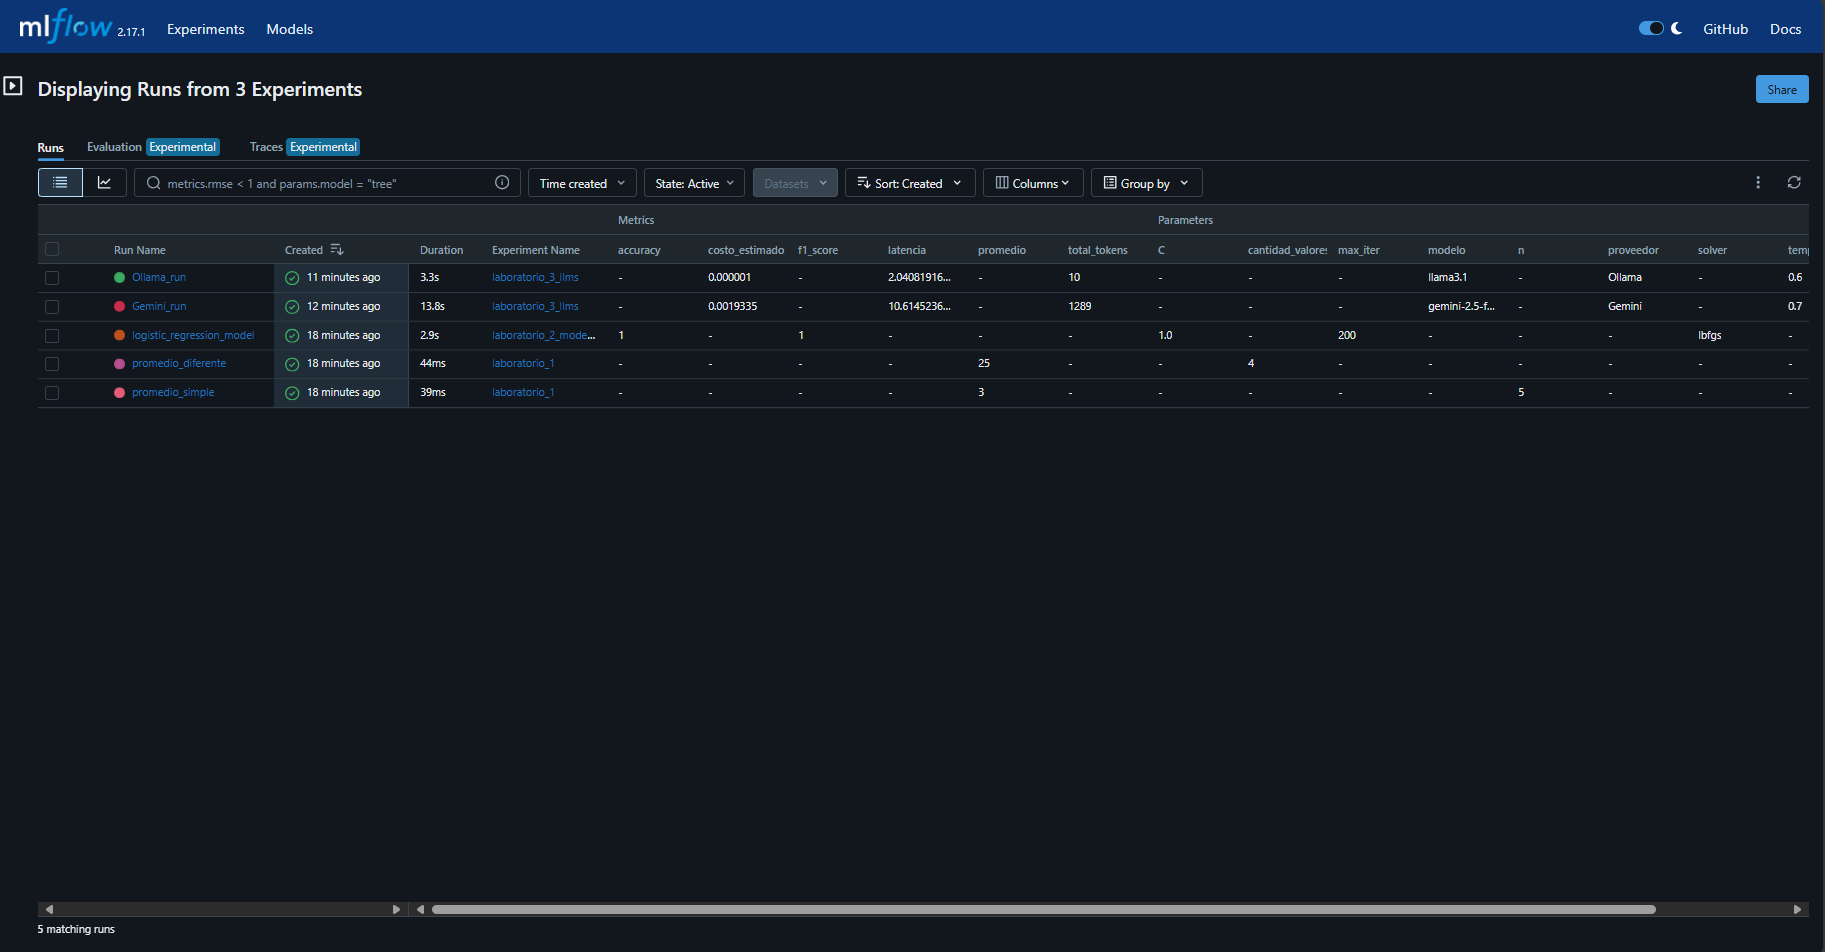 mlflow 2.17.1 Experiments Models GitHub Docs
Displaying Runs from 3 Experiments Share
Runs Evaluation Experimental Traces Experimental
metrics.rmse < 1 and params.model = "tree" Time created State: Active Datasets Sort: Created Columns Group by
Metrics Parameters
Run Name Created Duration Experiment Name accuracy costo_estimado f1_score latencia promedio total_tokens C cantidad_valores max_iter modelo n proveedor solver temp
Ollama_run 11 minutes ago 3.3s laboratorio_3_llms - 0.000001 - 2.04081916... - 10 - - - llama3.1 - Ollama - 0.6
Gemini_run 12 minutes ago 13.8s laboratorio_3_llms - 0.0019335 - 10.6145236... - 1289 - - - gemini-2.5-f... - Gemini - 0.7
logistic_regression_model 18 minutes ago 2.9s laboratorio_2_mode... 1 - 1 - - - 1.0 - 200 - - - lbfgs -
promedio_diferente 18 minutes ago 44ms laboratorio_1 - - - - 25 - - 4 - - - - - -
promedio_simple 18 minutes ago 39ms laboratorio_1 - - - - 3 - - - - - 5 - - -
5 matching runs